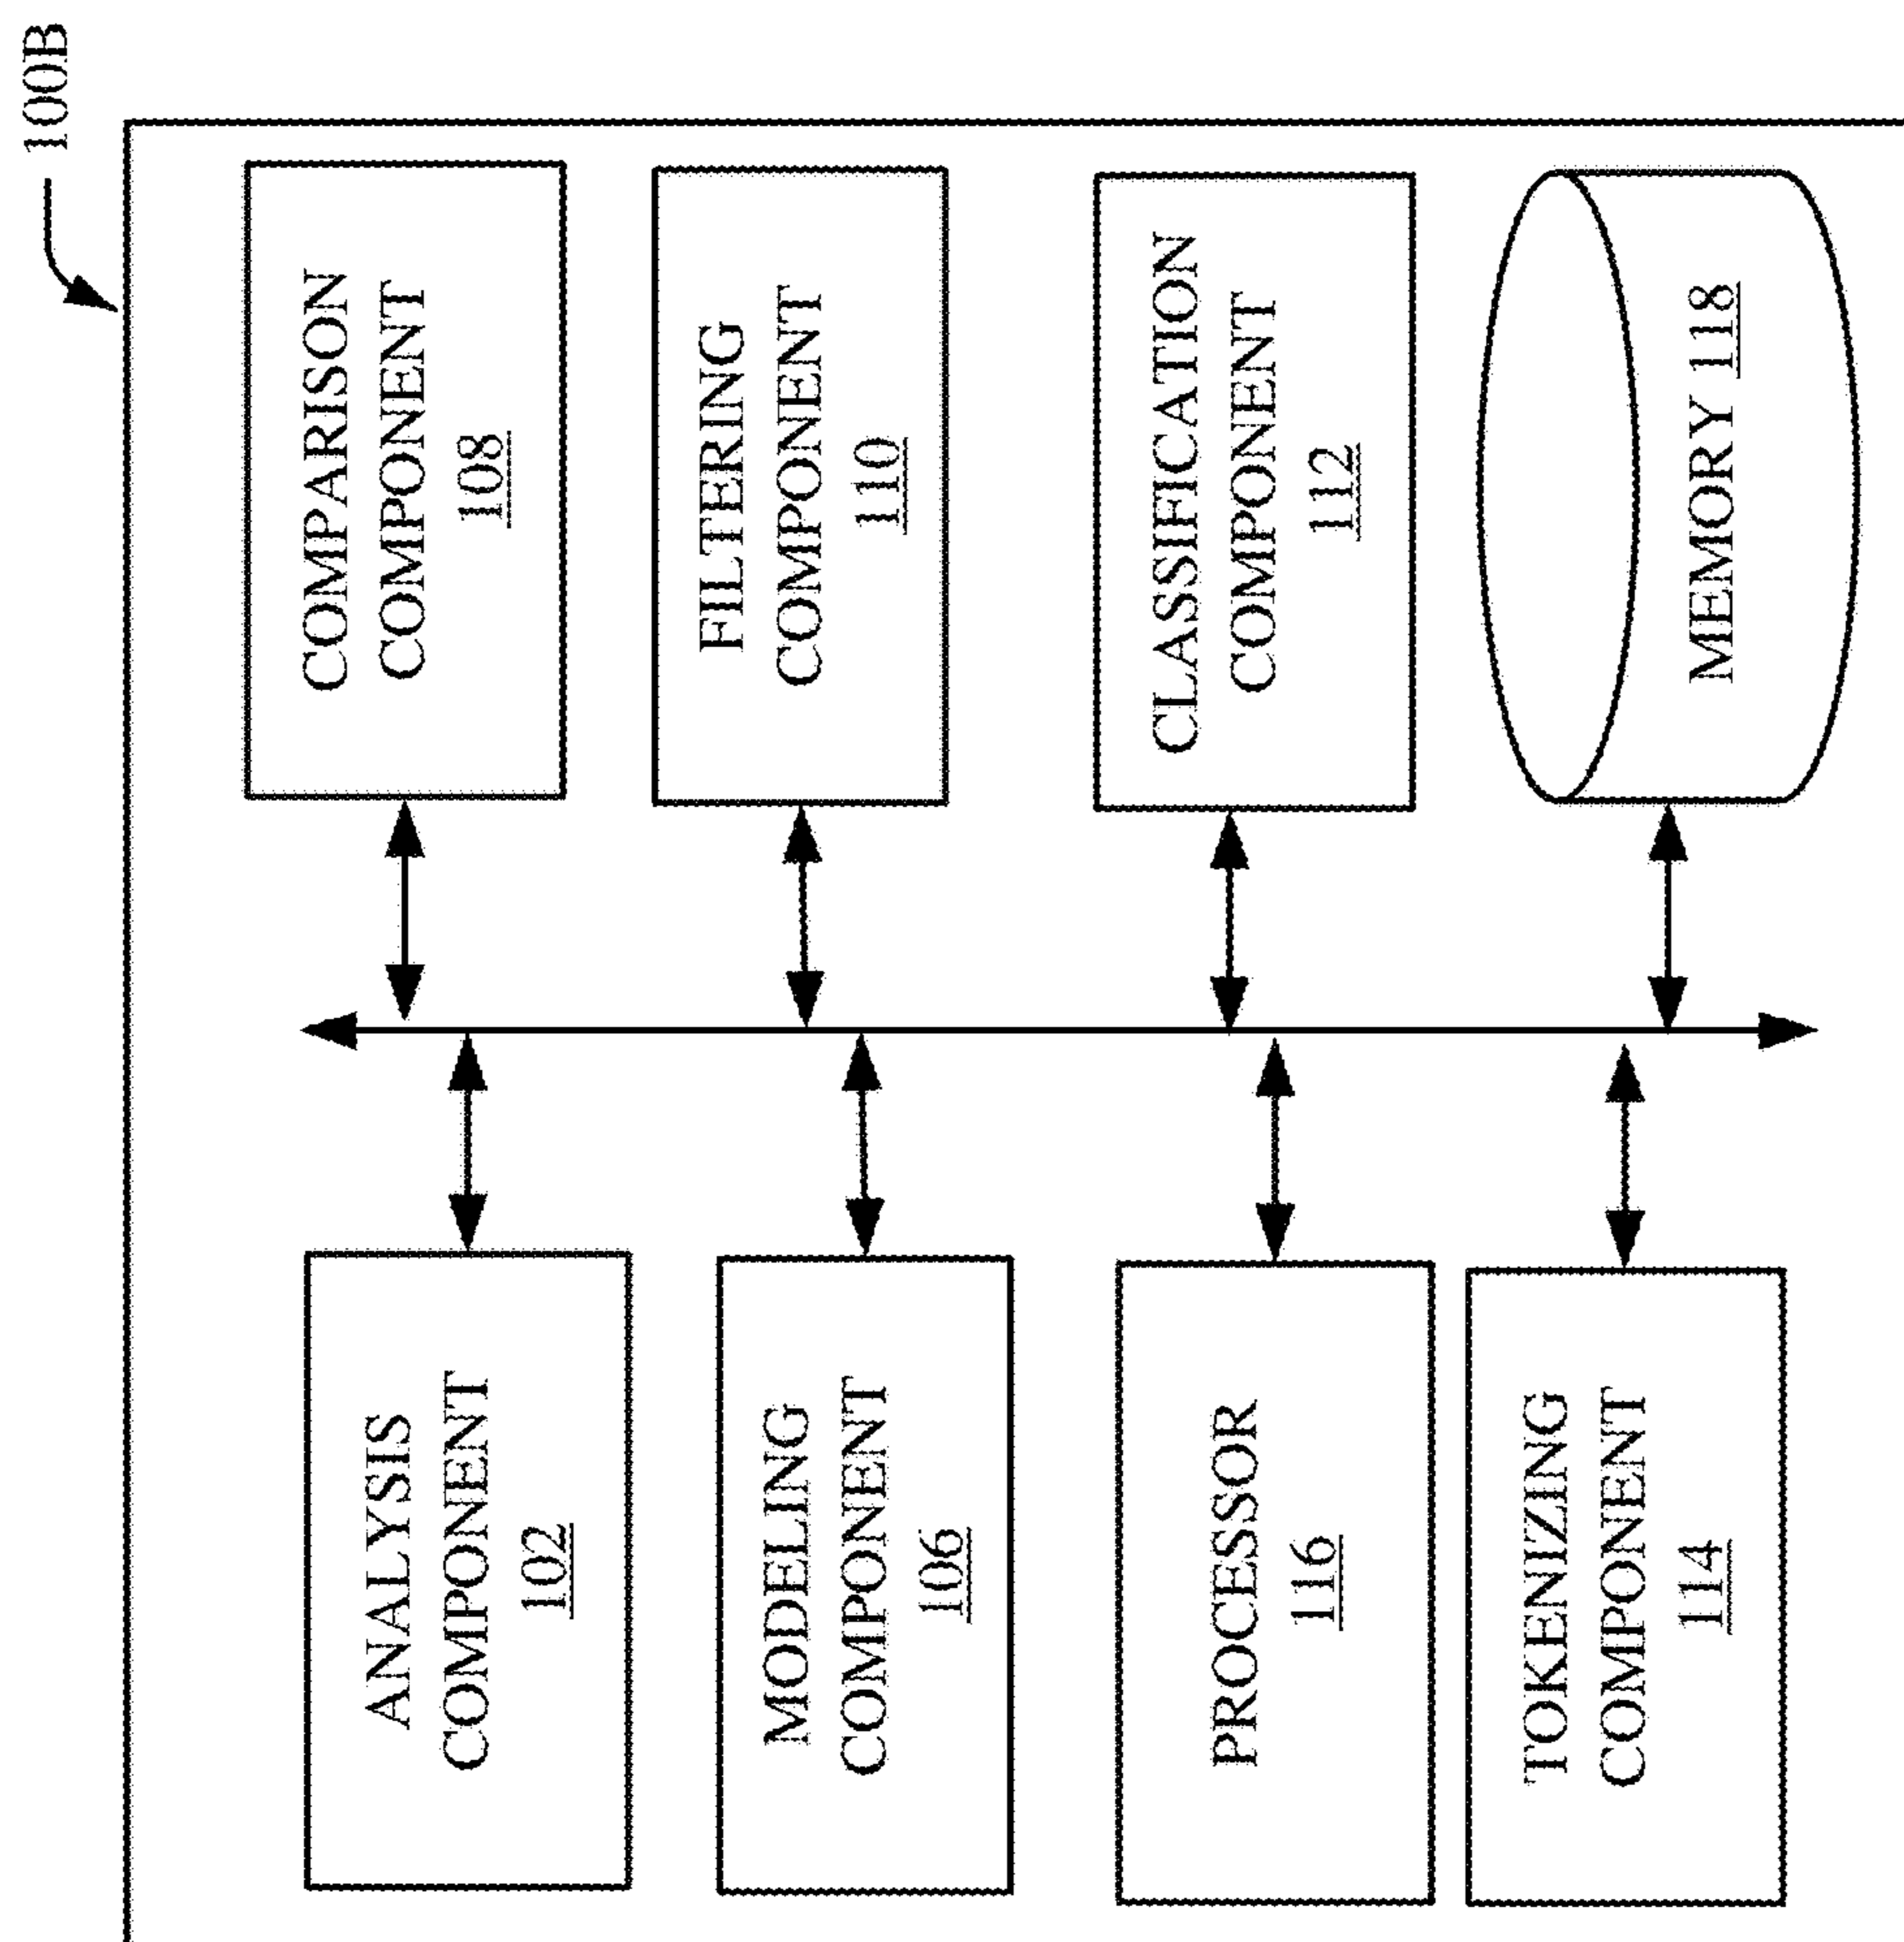 100B
ANALYSIS
COMPONENT
102
COMPARISON
COMPONENT
108
MODELING
COMPONENT
106
FILTERING
COMPONENT
110
PROCESSOR
116
CLASSIFICATION
COMPONENT
112
TOKENIZING
COMPONENT
114
MEMORY 118